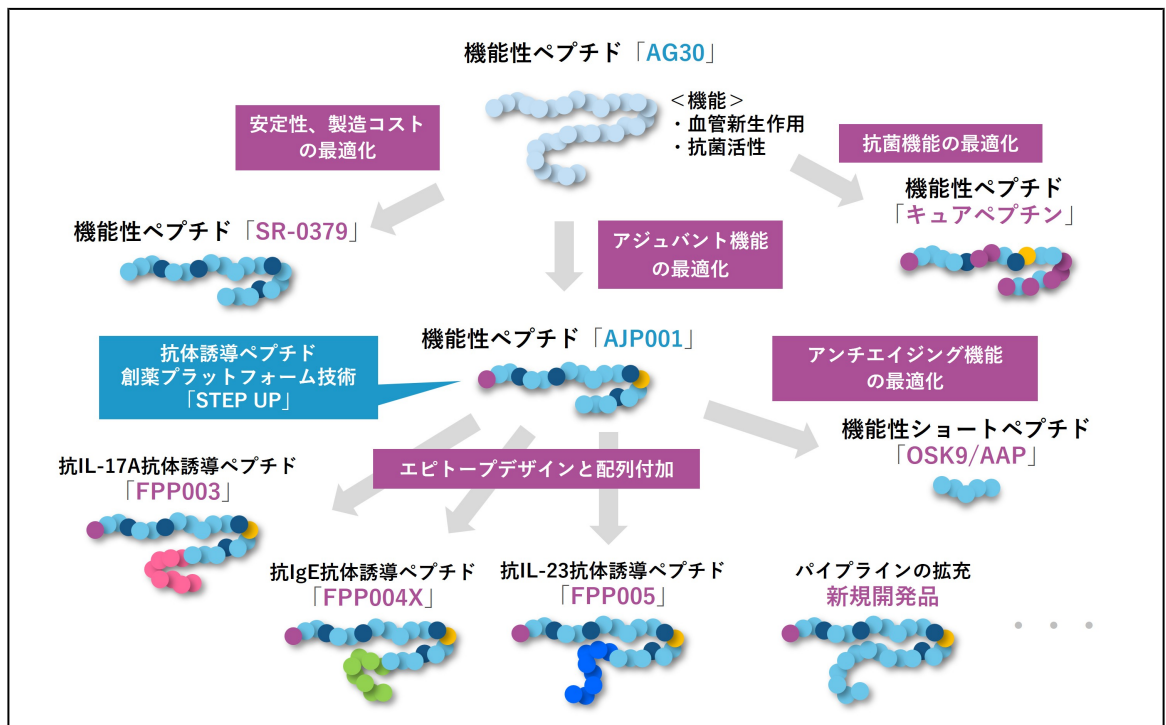 機能性ペプチド「AG30」
＜機能＞
・血管新生作用
・抗菌活性
安定性、製造コスト
の最適化
抗菌機能の最適化
機能性ペプチド
「キュアペプチン」
機能性ペプチド「SR-0379」
アジュバント機能
の最適化
機能性ペプチド「AJP001」
抗体誘導ペプチド
創薬プラットフォーム技術
「STEP UP」
アンチエイジング機能
の最適化
機能性ショートペプチド
「OSK9/AAP」
エピトープデザインと配列付加
抗IL-17A抗体誘導ペプチド
「FPP003」
抗IgE抗体誘導ペプチド
「FPP004X」
抗IL-23抗体誘導ペプチド
「FPP005」
パイプラインの拡充
新規開発品
・・・